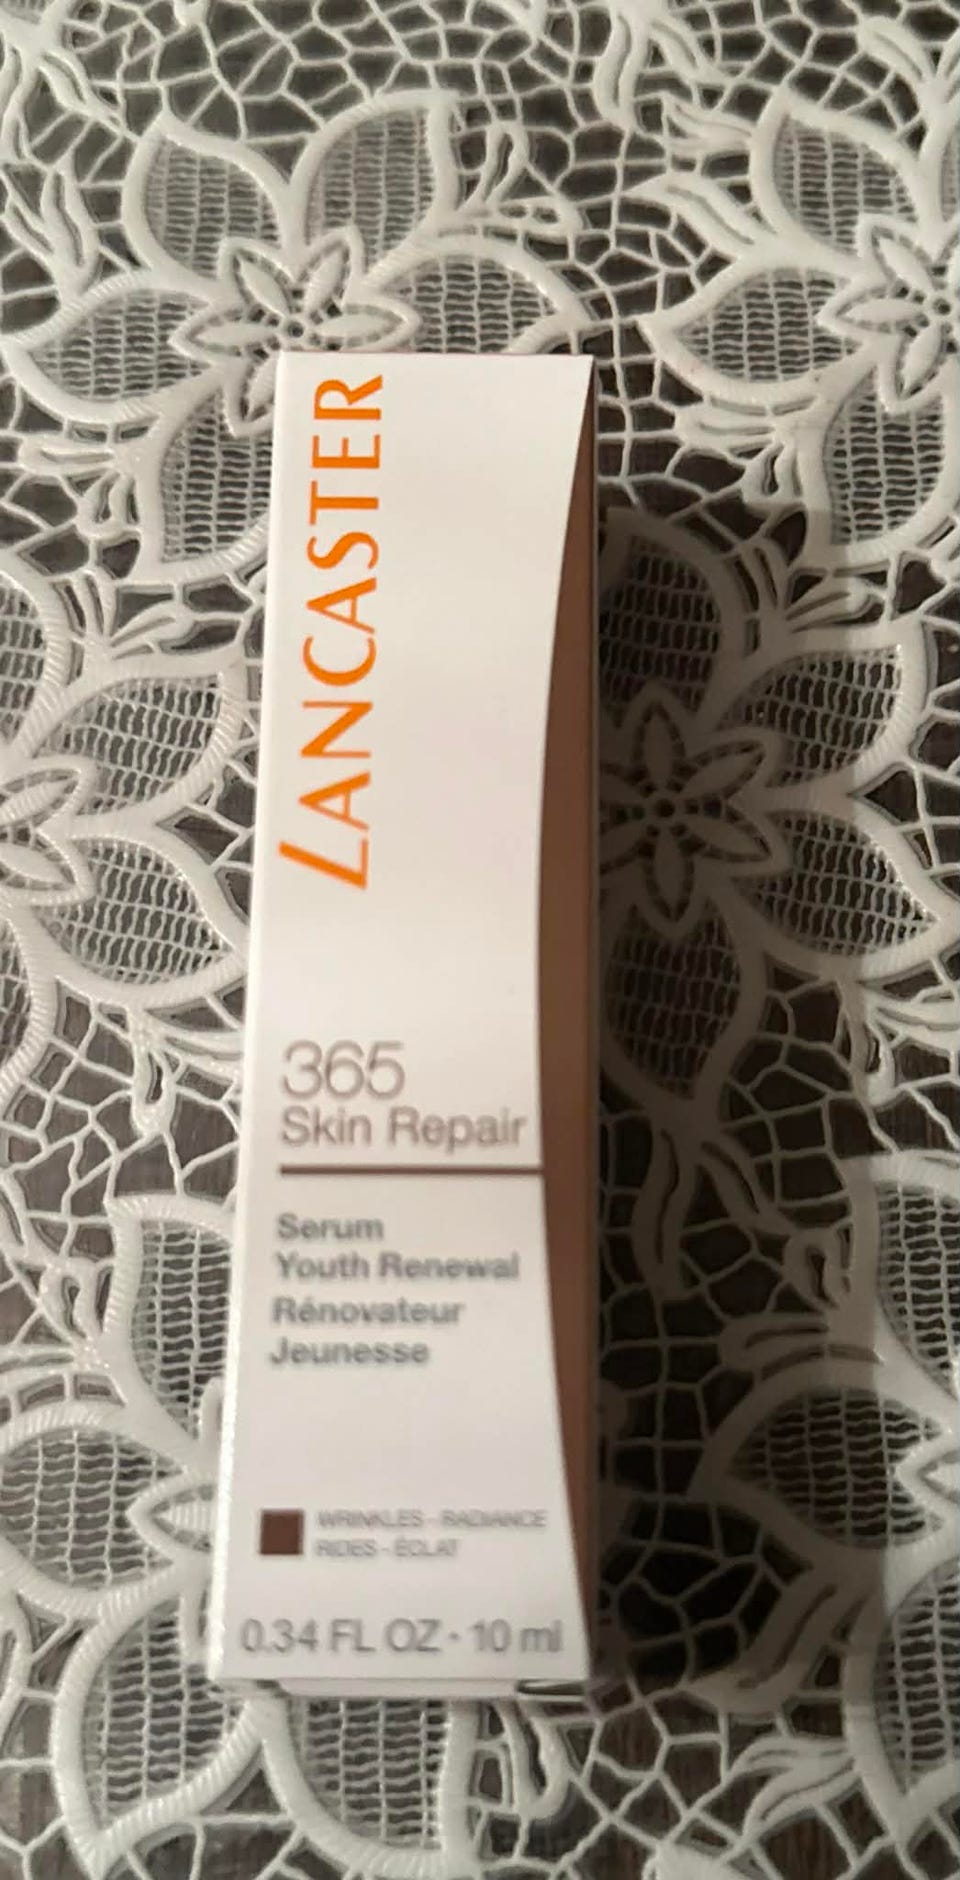 LANCASTER
365
Skin Repair
Serum
Youth Renewal
Rénovateur
Jeunesse
WRINKLES - RADIANCE
RIDES - ÉCLAT
0.34 FL OZ · 10 ml